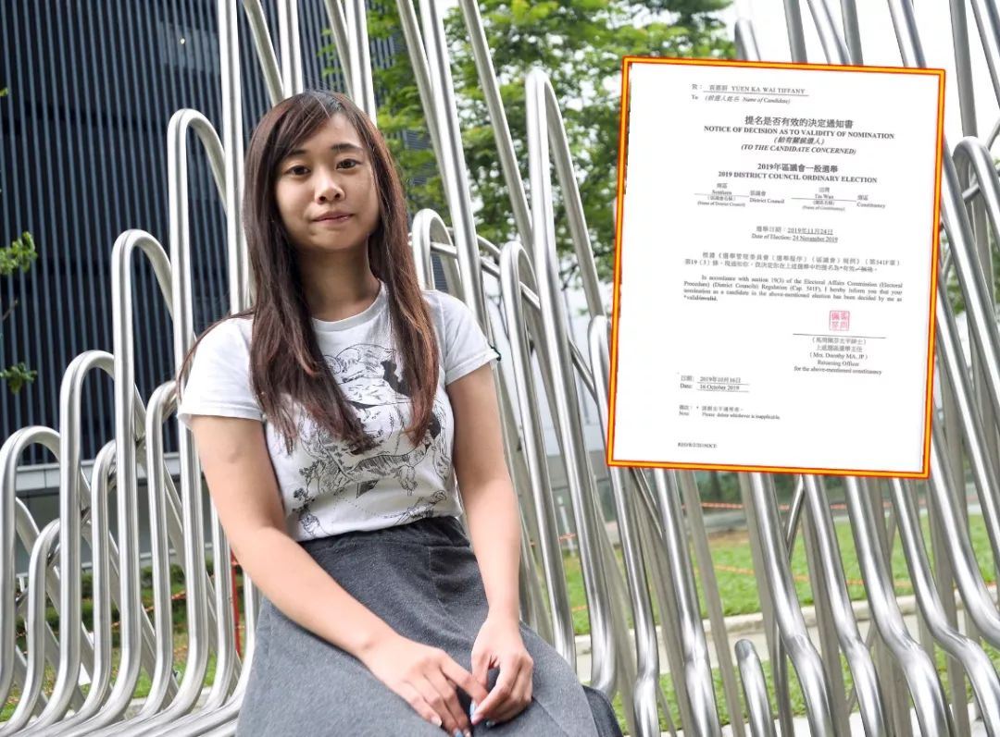 致： 袁嘉蔚 YUEN KA WAI TIFFANY
To (候選人姓名 Name of Candidate)
提名是否有效的決定通知書
NOTICE OF DECISION AS TO VALIDITY OF NOMINATION
(給有關候選人)
(TO THE CANDIDATE CONCERNED)
2019年區議會一般選舉
2019 DISTRICT COUNCIL ORDINARY ELECTION
南區 區議會 田灣 選區
Southern District Council Tin Wan Constituency
(區議會名稱) (選區名稱)
(Name of District Council) (Name of Constituency)
選舉日期：2019年11月24日
Date of Election: 24 November 2019
根據《選舉管理委員會（選舉程序）（區議會）規例》（第541F章）
第19（3）條，現通知你，我決定你在上述選舉中的提名為*有效/無效。
In accordance with section 19(3) of the Electoral Affairs Commission (Electoral
Procedure) (District Councils) Regulation (Cap. 541F), I hereby inform you that your
nomination as a candidate in the above-mentioned election has been decided by me as
*valid/invalid.
(馬周佩芬太平紳士)
上述選區選舉主任
(Mrs. Dorothy MA, JP)
Returning Officer
for the above-mentioned constituency
日期: 2019年10月16日
Date: 16 October 2019
備註： * 請刪去不適用者。
Note: Please delete whichever is inapplicable.